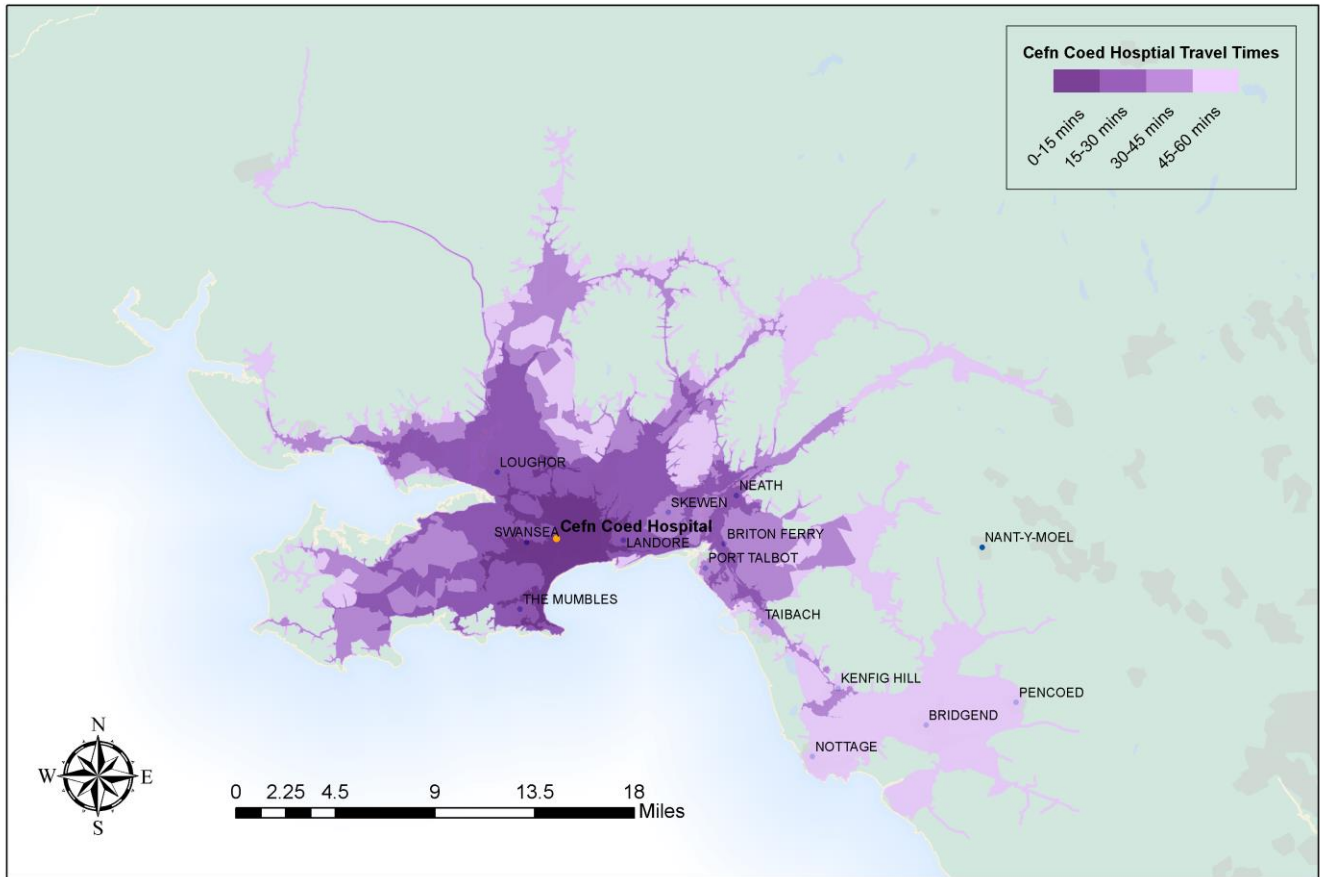 Cefn Coed Hosptial Travel Times
0-15 mins
15-30 mins
30-45 mins
45-60 mins
LOUGHOR
NEATH
SKEWEN
Cefn Coed Hospital
SWANSEA
LANDORE
BRITON FERRY
NANT-Y-MOEL
PORT TALBOT
THE MUMBLES
TAIBACH
KENFIG HILL
PENCOED
BRIDGEND
NOTTAGE
N
W E
S
0 2.25 4.5 9 13.5 18
Miles